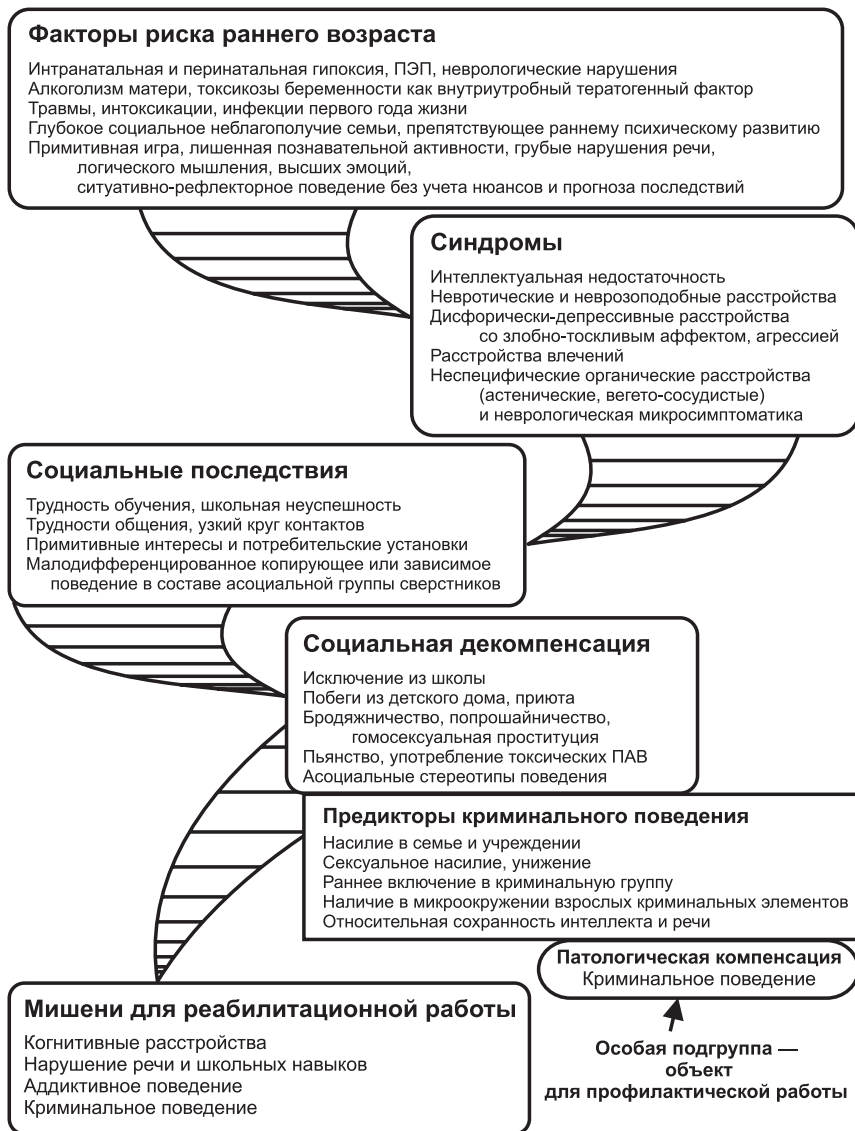 Факторы риска раннего возраста
Интранатальная и перинатальная гипоксия, ПЭП, неврологические нарушения
Алкоголизм матери, токсикозы беременности как внутриутробный тератогенный фактор
Травмы, интоксикации, инфекции первого года жизни
Глубокое социальное неблагополучие семьи, препятствующее раннему психическому развитию
Примитивная игра, лишенная познавательной активности, грубые нарушения речи,
логического мышления, высших эмоций,
ситуативно-рефлекторное поведение без учета нюансов и прогноза последствий
Синдромы
Интеллектуальная недостаточность
Невротические и неврозоподобные расстройства
Дисфорически-депрессивные расстройства
со злобно-тоскливым аффектом, агрессией
Расстройства влечений
Неспецифические органические расстройства
(астенические, вегето-сосудистые)
и неврологическая микросимптоматика
Социальные последствия
Трудность обучения, школьная неуспешность
Трудности общения, узкий круг контактов
Примитивные интересы и потребительские установки
Малодифференцированное копирующее или зависимое
поведение в составе асоциальной группы сверстников
Социальная декомпенсация
Исключение из школы
Побеги из детского дома, приюта
Бродяжничество, попрошайничество,
гомосексуальная проституция
Пьянство, употребление токсических ПАВ
Асоциальные стереотипы поведения
Предикторы криминального поведения
Насилие в семье и учреждении
Сексуальное насилие, унижение
Раннее включение в криминальную группу
Наличие в микроокружении взрослых криминальных элементов
Относительная сохранность интеллекта и речи
Патологическая компенсация
Криминальное поведение
Особая подгруппа —
объект
для профилактической работы
Мишени для реабилитационной работы
Когнитивные расстройства
Нарушение речи и школьных навыков
Аддиктивное поведение
Криминальное поведение